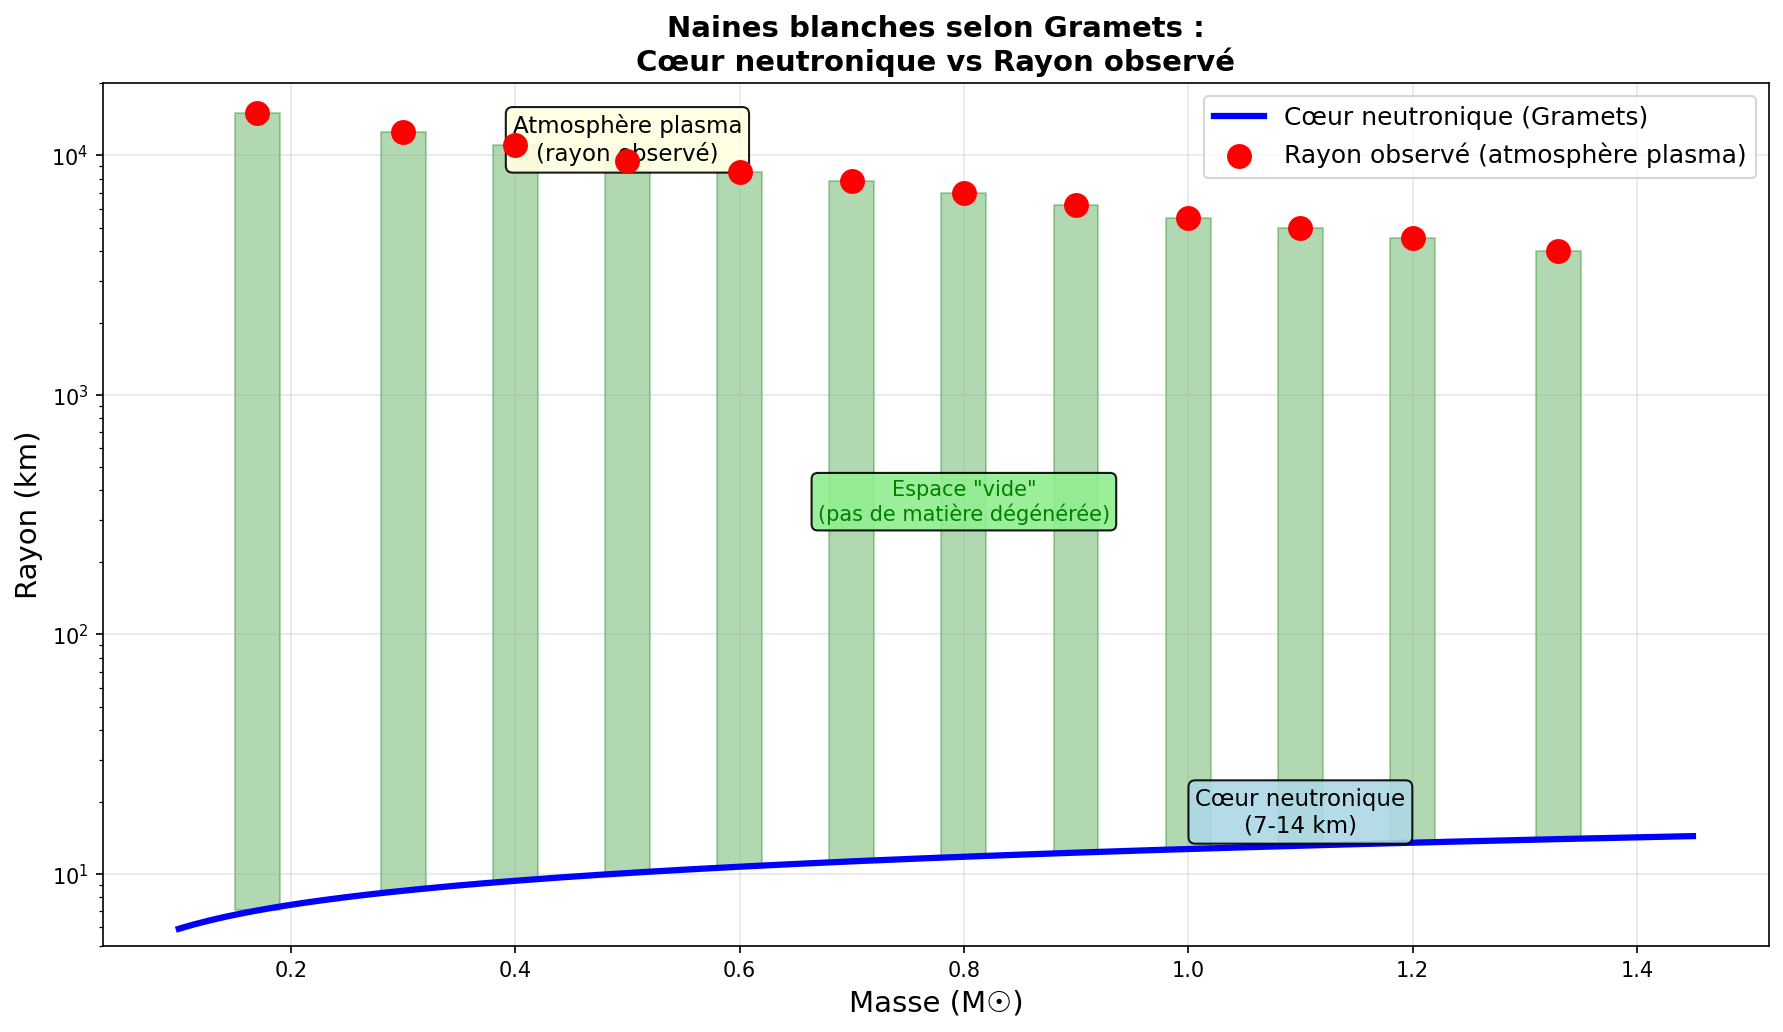 Naines blanches selon Gramets :
Cœur neutronique vs Rayon observé
Cœur neutronique (Gramets)
Rayon observé (atmosphère plasma)
Atmosphère plasma
(rayon observé)
Espace "vide"
(pas de matière dégénérée)
Cœur neutronique
(7-14 km)
Rayon (km)
10⁴
10³
10²
10¹
0.2 0.4 0.6 0.8 1.0 1.2 1.4
Masse (M☉)